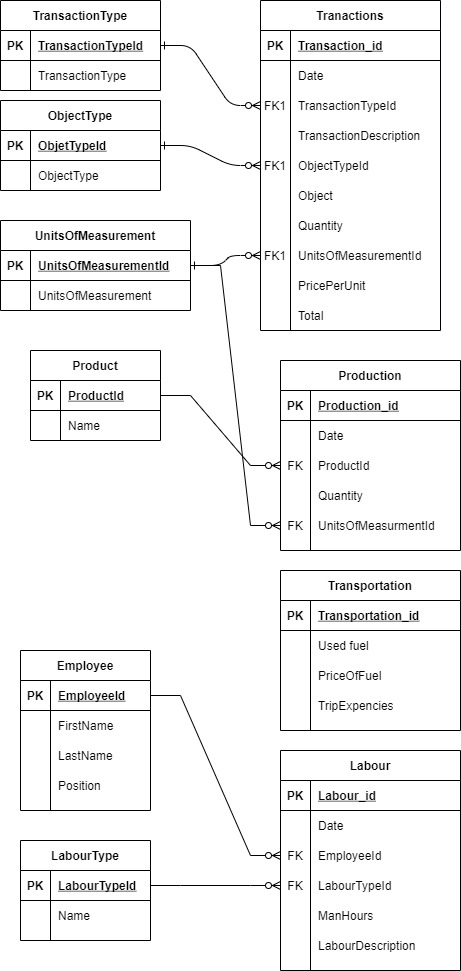 TransactionType
PK TransactionTypeId
TransactionType
Tranactions
PK Transaction_id
Date
FK1 TransactionTypeId
TransactionDescription
FK1 ObjectTypeId
Object
Quantity
FK1 UnitsOfMeasurementId
PricePerUnit
Total
ObjectType
PK ObjetTypeId
ObjectType
UnitsOfMeasurement
PK UnitsOfMeasurementId
UnitsOfMeasurement
Product
PK ProductId
Name
Production
PK Production_id
Date
FK ProductId
Quantity
FK UnitsOfMeasurmentId
Transportation
PK Transportation_id
Used fuel
PriceOfFuel
TripExpencies
Employee
PK EmployeeId
FirstName
LastName
Position
Labour
PK Labour_id
Date
FK EmployeeId
FK LabourTypeId
ManHours
LabourDescription
LabourType
PK LabourTypeId
Name